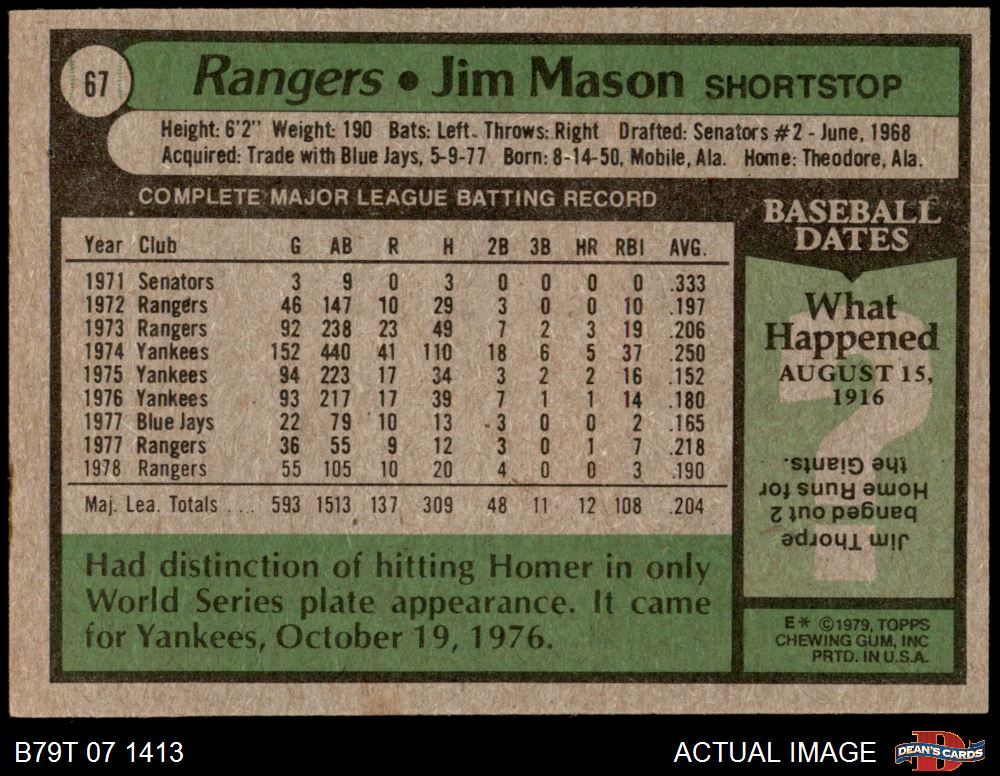 67
Rangers • Jim Mason SHORTSTOP
Height: 6'2" Weight: 190 Bats: Left Throws: Right Drafted: Senators #2 - June, 1968
Acquired: Trade with Blue Jays, 5-9-77 Born: 8-14-50, Mobile, Ala. Home: Theodore, Ala.
COMPLETE MAJOR LEAGUE BATTING RECORD
Year Club G AB R H 2B 3B HR RBI AVG.
1971 Senators 3 9 0 3 0 0 0 0 .333
1972 Rangers 46 147 10 29 3 0 0 10 .197
1973 Rangers 92 238 23 49 7 2 3 19 .206
1974 Yankees 152 440 41 110 18 6 5 37 .250
1975 Yankees 94 223 17 34 3 2 2 16 .152
1976 Yankees 93 217 17 39 7 1 1 14 .180
1977 Blue Jays 22 79 10 13 3 0 0 2 .165
1977 Rangers 36 55 9 12 3 0 1 7 .218
1978 Rangers 55 105 10 20 4 0 0 3 .190
Maj. Lea. Totals . . . 593 1513 137 309 48 11 12 108 .204
Had distinction of hitting Homer in only
World Series plate appearance. It came
for Yankees, October 19, 1976.
BASEBALL
DATES
What
Happened
AUGUST 15,
1916
?
Jim Thorpe
banged out 2
Home Runs for
the Giants.
E* ©1979, TOPPS
CHEWING GUM, INC
PRTD. IN U.S.A.
B79T 07 1413
ACTUAL IMAGE
D
DEAN'S CARDS